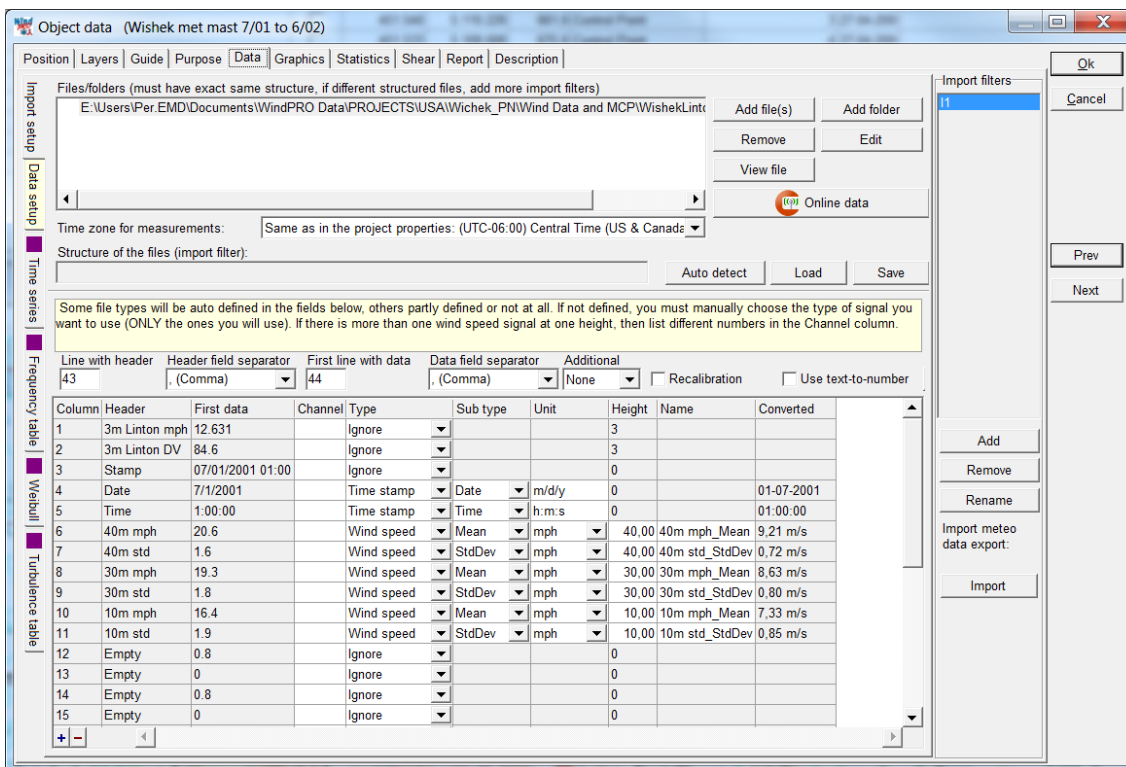 Object data (Wishek met mast 7/01 to 6/02)
Position Layers Guide Purpose Data Graphics Statistics Shear Report Description
Ok
Cancel
Prev
Next
Import setup
Data setup
Time series
Frequency table
Weibull
Turbulence table
Files/folders (must have exact same structure, if different structured files, add more import filters)
E:\Users\Per.EMD\Documents\WindPRO Data\PROJECTS\USA\Wichek_PN\Wind Data and MCP\WishekLint
Add file(s) Add folder
Remove Edit
View file
Online data
Time zone for measurements: Same as in the project properties: (UTC-06:00) Central Time (US & Canada
Structure of the files (import filter):
Auto detect Load Save
Some file types will be auto defined in the fields below, others partly defined or not at all. If not defined, you must manually choose the type of signal you
want to use (ONLY the ones you will use). If there is more than one wind speed signal at one height, then list different numbers in the Channel column.
Line with header Header field separator First line with data Data field separator Additional
43 , (Comma) 44 , (Comma) None Recalibration Use text-to-number
Column Header First data Channel Type Sub type Unit Height Name Converted
1 3m Linton mph 12.631 Ignore 3
2 3m Linton DV 84.6 Ignore 3
3 Stamp 07/01/2001 01:00 Ignore 0
4 Date 7/1/2001 Time stamp Date m/d/y 0 01-07-2001
5 Time 1:00:00 Time stamp Time h:m:s 0 01:00:00
6 40m mph 20.6 Wind speed Mean mph 40,00 40m mph_Mean 9,21 m/s
7 40m std 1.6 Wind speed StdDev mph 40,00 40m std_StdDev 0,72 m/s
8 30m mph 19.3 Wind speed Mean mph 30,00 30m mph_Mean 8,63 m/s
9 30m std 1.8 Wind speed StdDev mph 30,00 30m std_StdDev 0,80 m/s
10 10m mph 16.4 Wind speed Mean mph 10,00 10m mph_Mean 7,33 m/s
11 10m std 1.9 Wind speed StdDev mph 10,00 10m std_StdDev 0,85 m/s
12 Empty 0.8 Ignore 0
13 Empty 0 Ignore 0
14 Empty 0.8 Ignore 0
15 Empty 0 Ignore 0
+ -
Import filters
I1
Add
Remove
Rename
Import meteo
data export:
Import